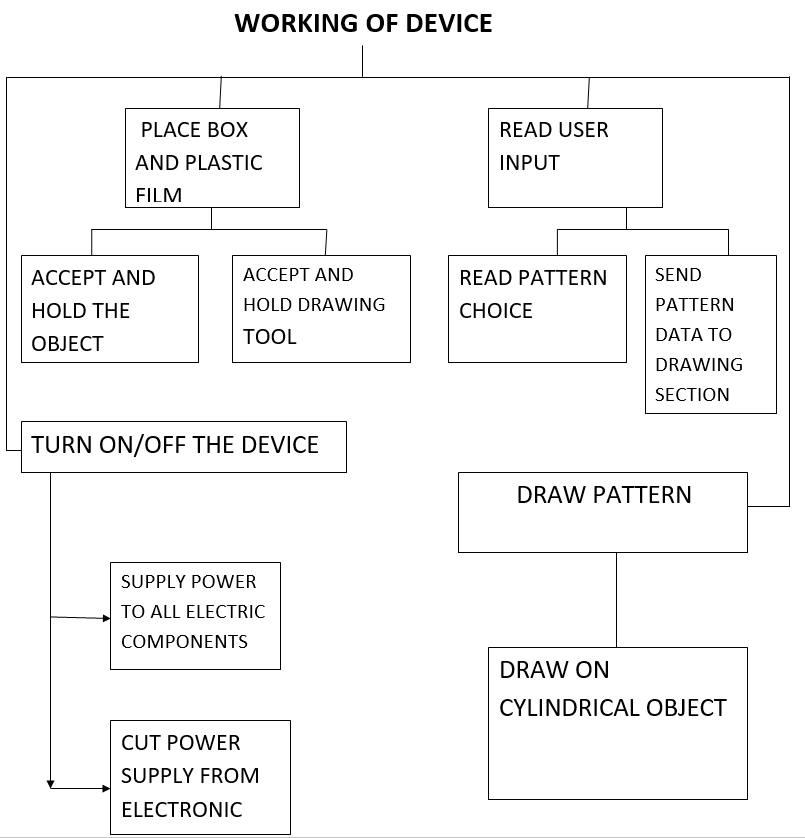 WORKING OF DEVICE
PLACE BOX
AND PLASTIC
FILM
READ USER
INPUT
ACCEPT AND
HOLD THE
OBJECT
ACCEPT AND
HOLD DRAWING
TOOL
READ PATTERN
CHOICE
SEND
PATTERN
DATA TO
DRAWING
SECTION
TURN ON/OFF THE DEVICE
DRAW PATTERN
SUPPLY POWER
TO ALL ELECTRIC
COMPONENTS
DRAW ON
CYLINDRICAL OBJECT
CUT POWER
SUPPLY FROM
ELECTRONIC